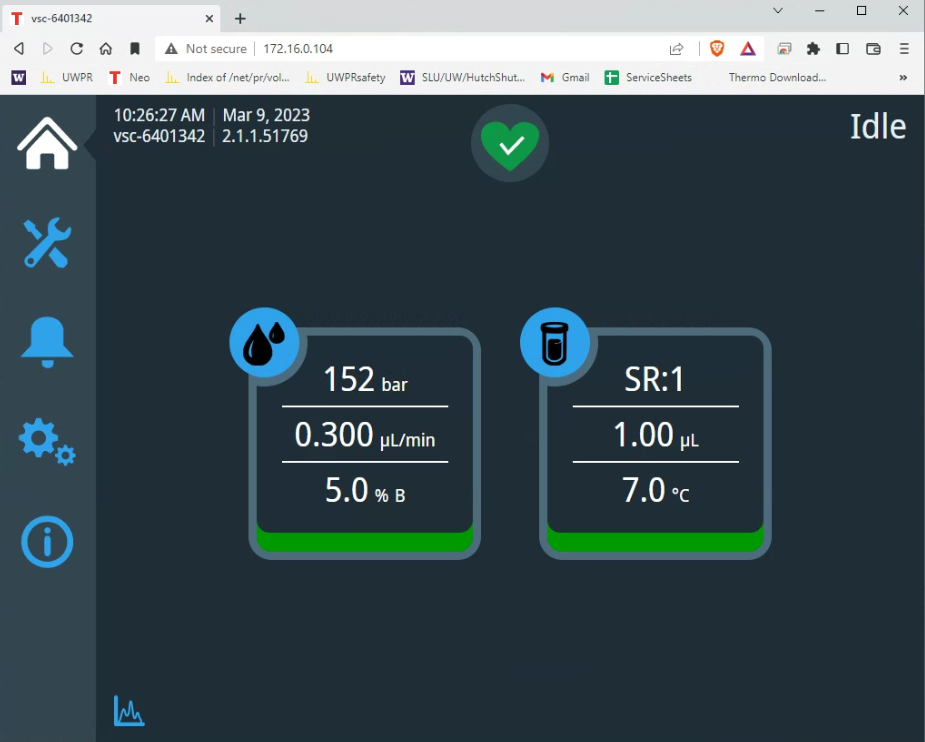 vsc-6401342
Not secure | 172.16.0.104
W UWPR T Neo Index of /net/pr/vol... UWPRsafety W SLU/UW/HutchShut... Gmail ServiceSheets Thermo Download... »
10:26:27 AM | Mar 9, 2023
vsc-6401342 | 2.1.1.51769
Idle
152 bar
0.300 µL/min
5.0 % B
SR:1
1.00 µL
7.0 °C